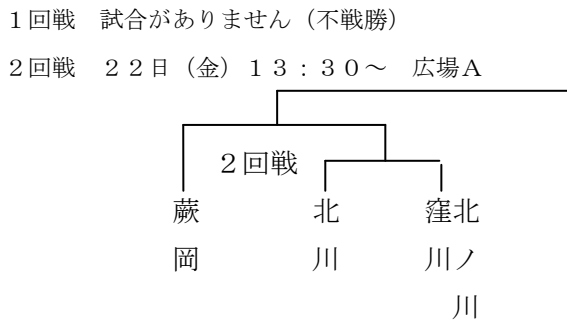 １回戦　試合がありません（不戦勝）
２回戦　２２日（金）１３：３０～　広場Ａ
２回戦
蕨岡
北川
窪川
北ノ川